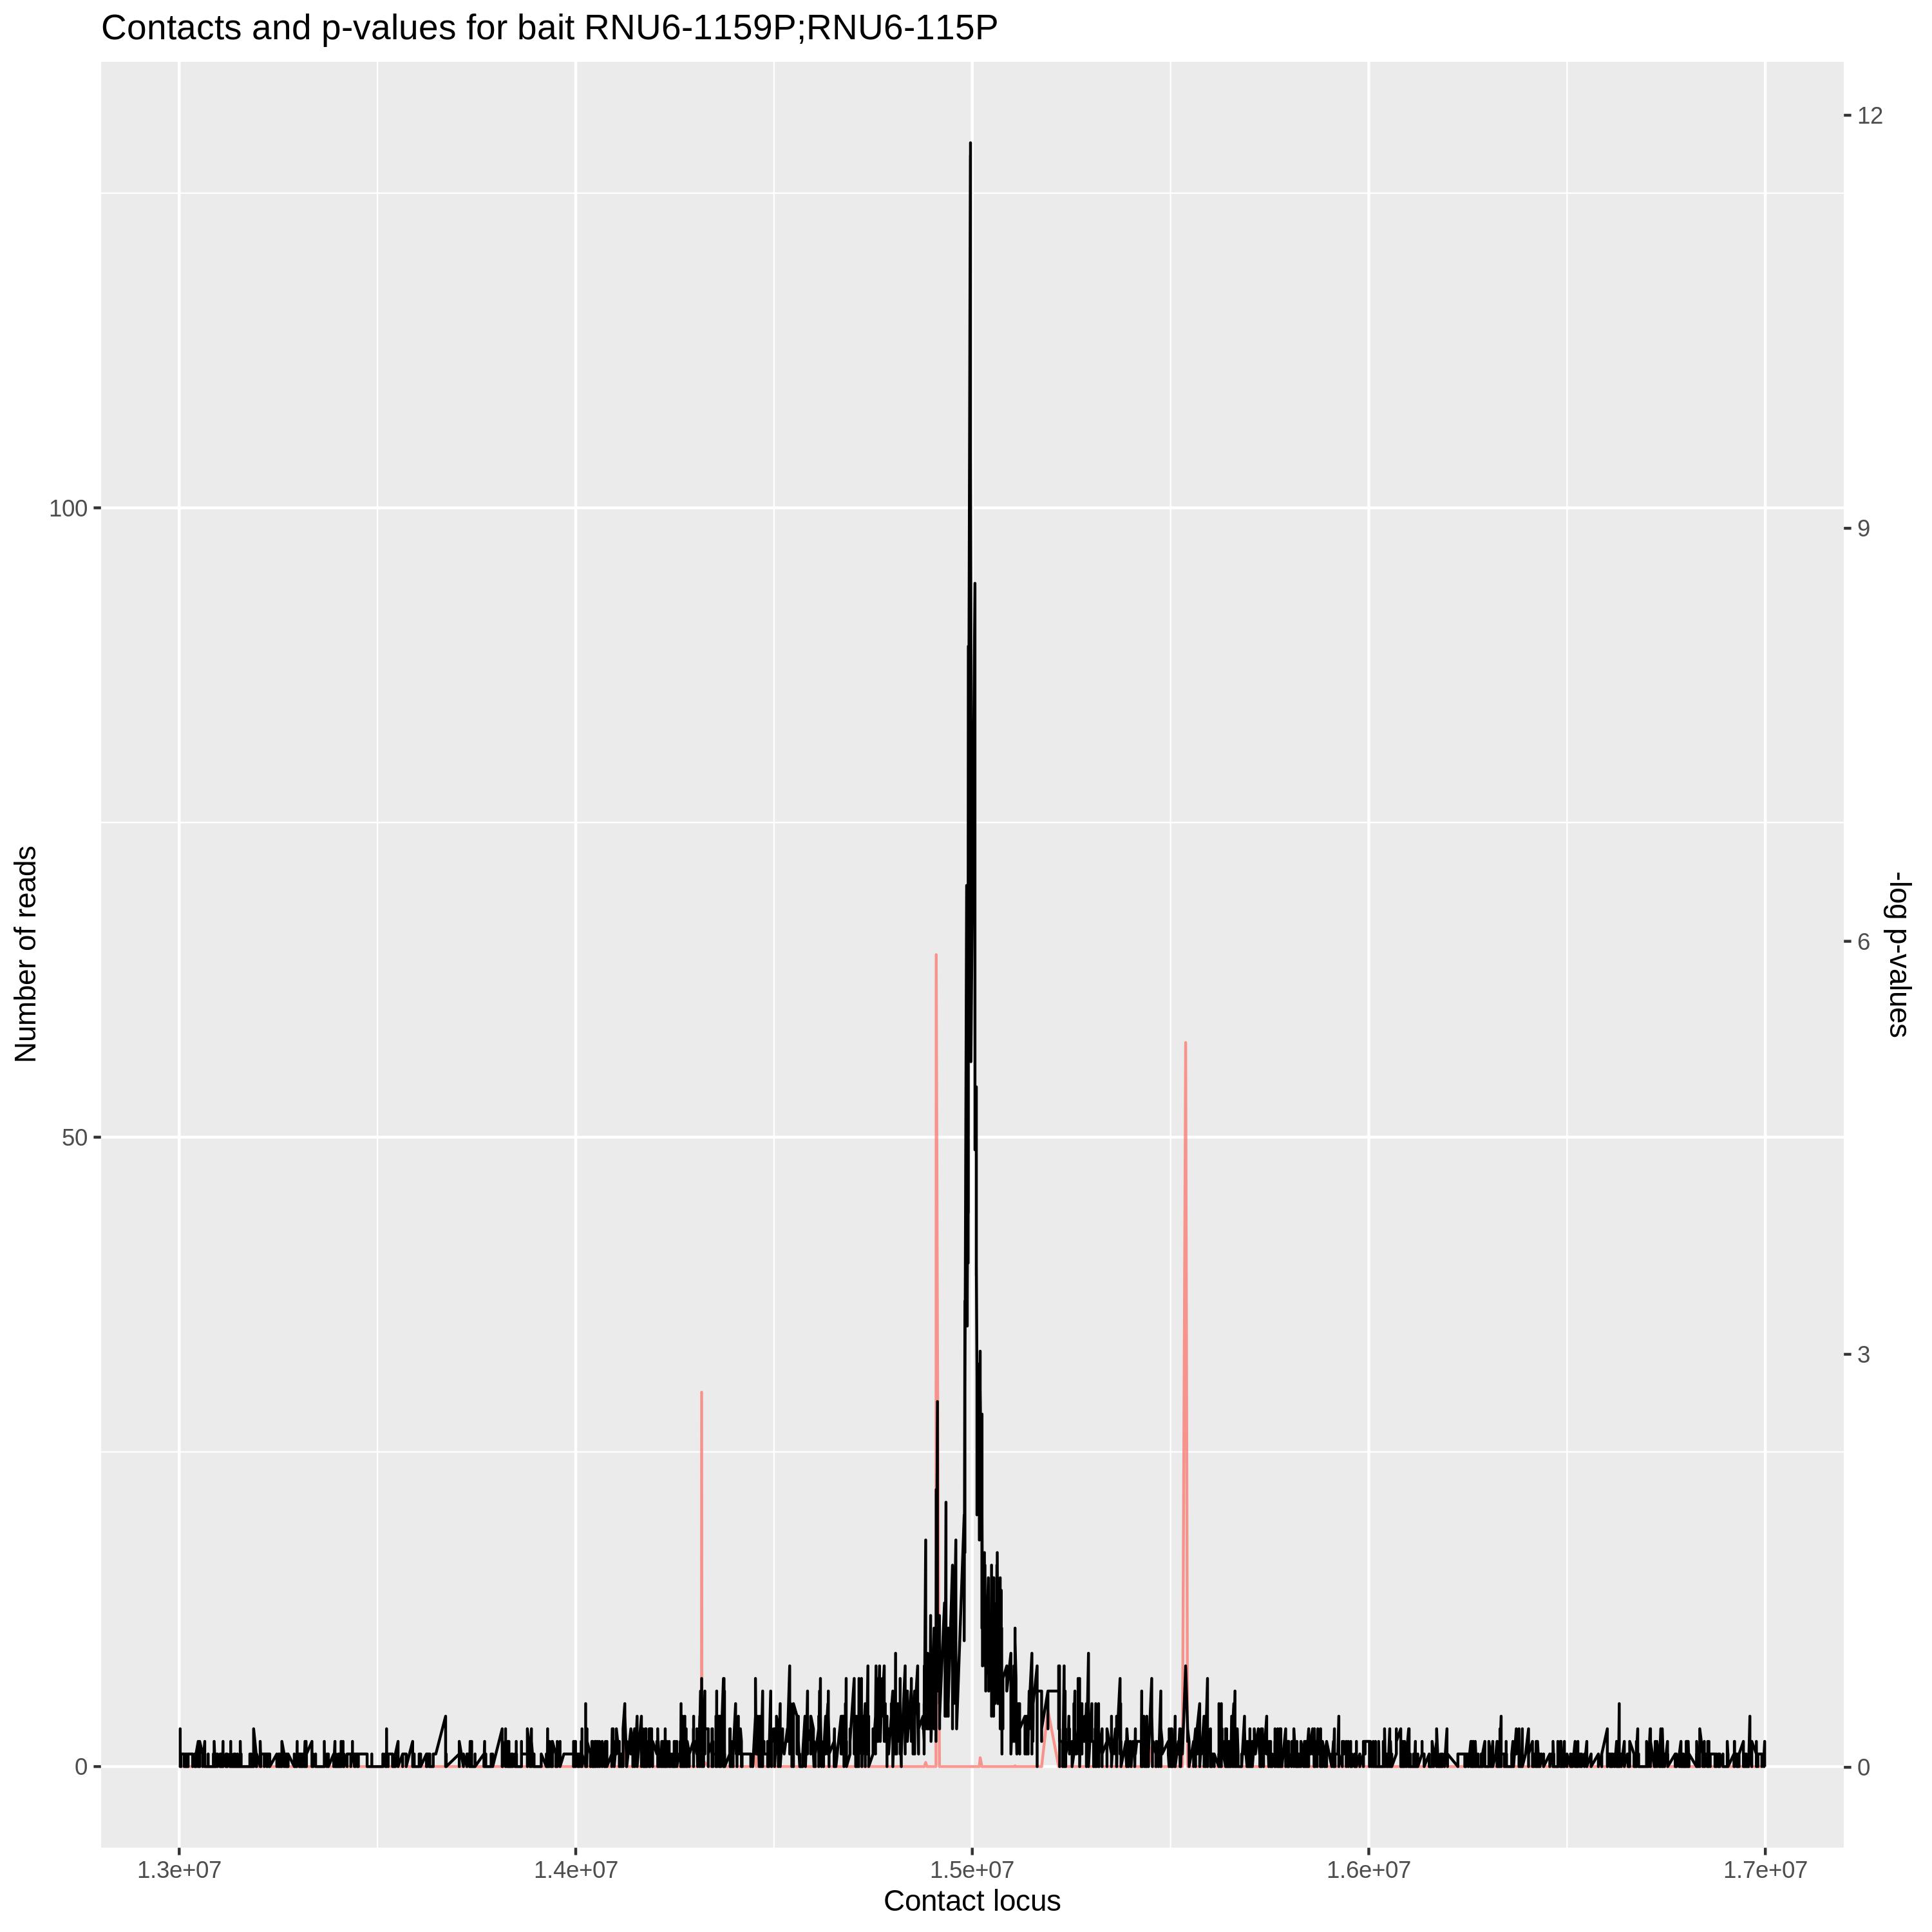 Contacts and p-values for bait RNU6-1159P;RNU6-115P
12
100
9
Number of reads
6
-log p-values
50
3
0
0
1.3e+07 1.4e+07 1.5e+07 1.6e+07 1.7e+07
Contact locus